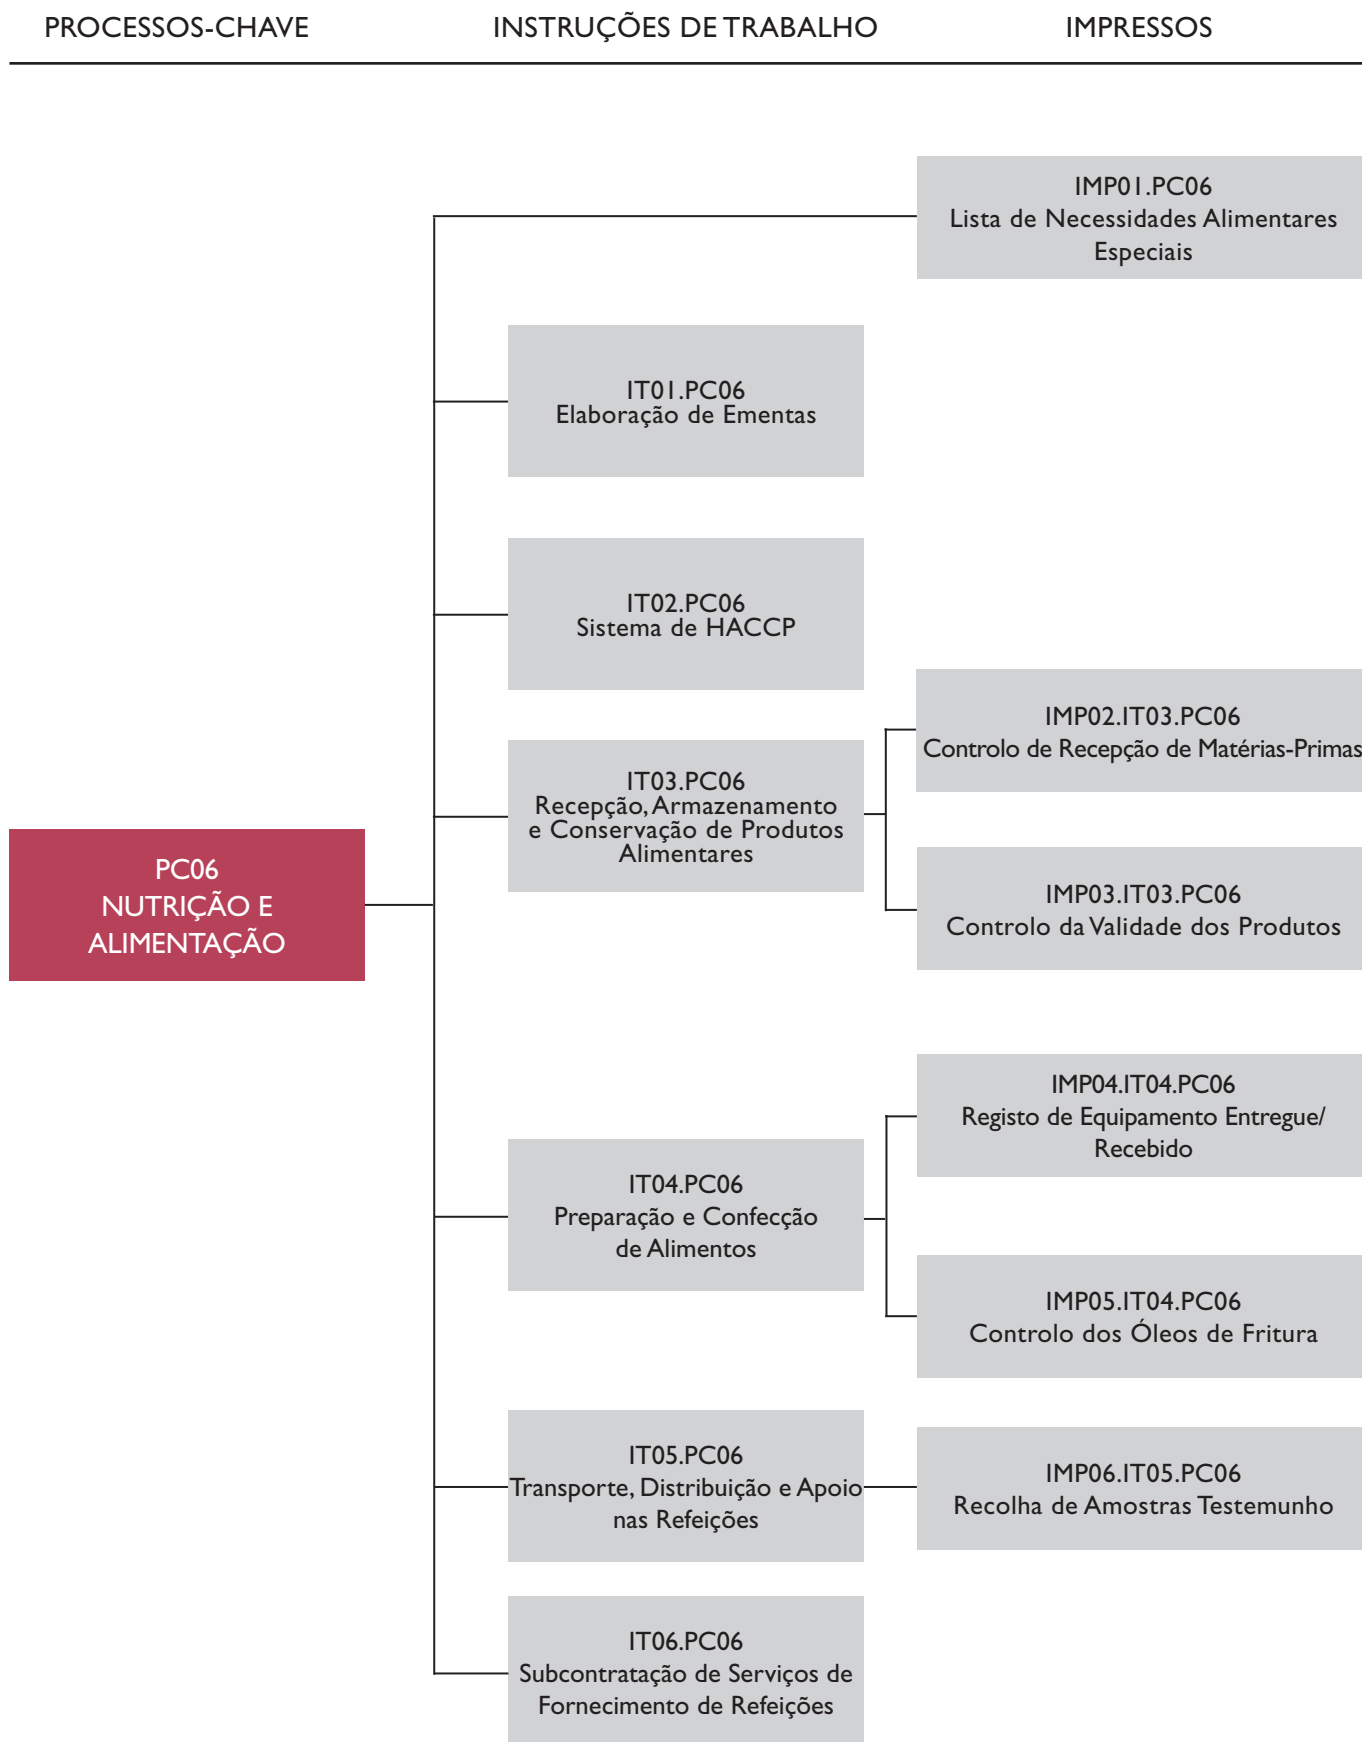 PROCESSOS-CHAVE
INSTRUÇÕES DE TRABALHO
IMPRESSOS
IMP01.PC06
Lista de Necessidades Alimentares
Especiais
IT01.PC06
Elaboração de Ementas
IT02.PC06
Sistema de HACCP
IT03.PC06
Recepção, Armazenamento
e Conservação de Produtos
Alimentares
IMP02.IT03.PC06
Controlo de Recepção de Matérias-Primas
IMP03.IT03.PC06
Controlo da Validade dos Produtos
PC06
NUTRIÇÃO E
ALIMENTAÇÃO
IT04.PC06
Preparação e Confecção
de Alimentos
IMP04.IT04.PC06
Registo de Equipamento Entregue/
Recebido
IMP05.IT04.PC06
Controlo dos Óleos de Fritura
IT05.PC06
Transporte, Distribuição e Apoio
nas Refeições
IMP06.IT05.PC06
Recolha de Amostras Testemunho
IT06.PC06
Subcontratação de Serviços de
Fornecimento de Refeições